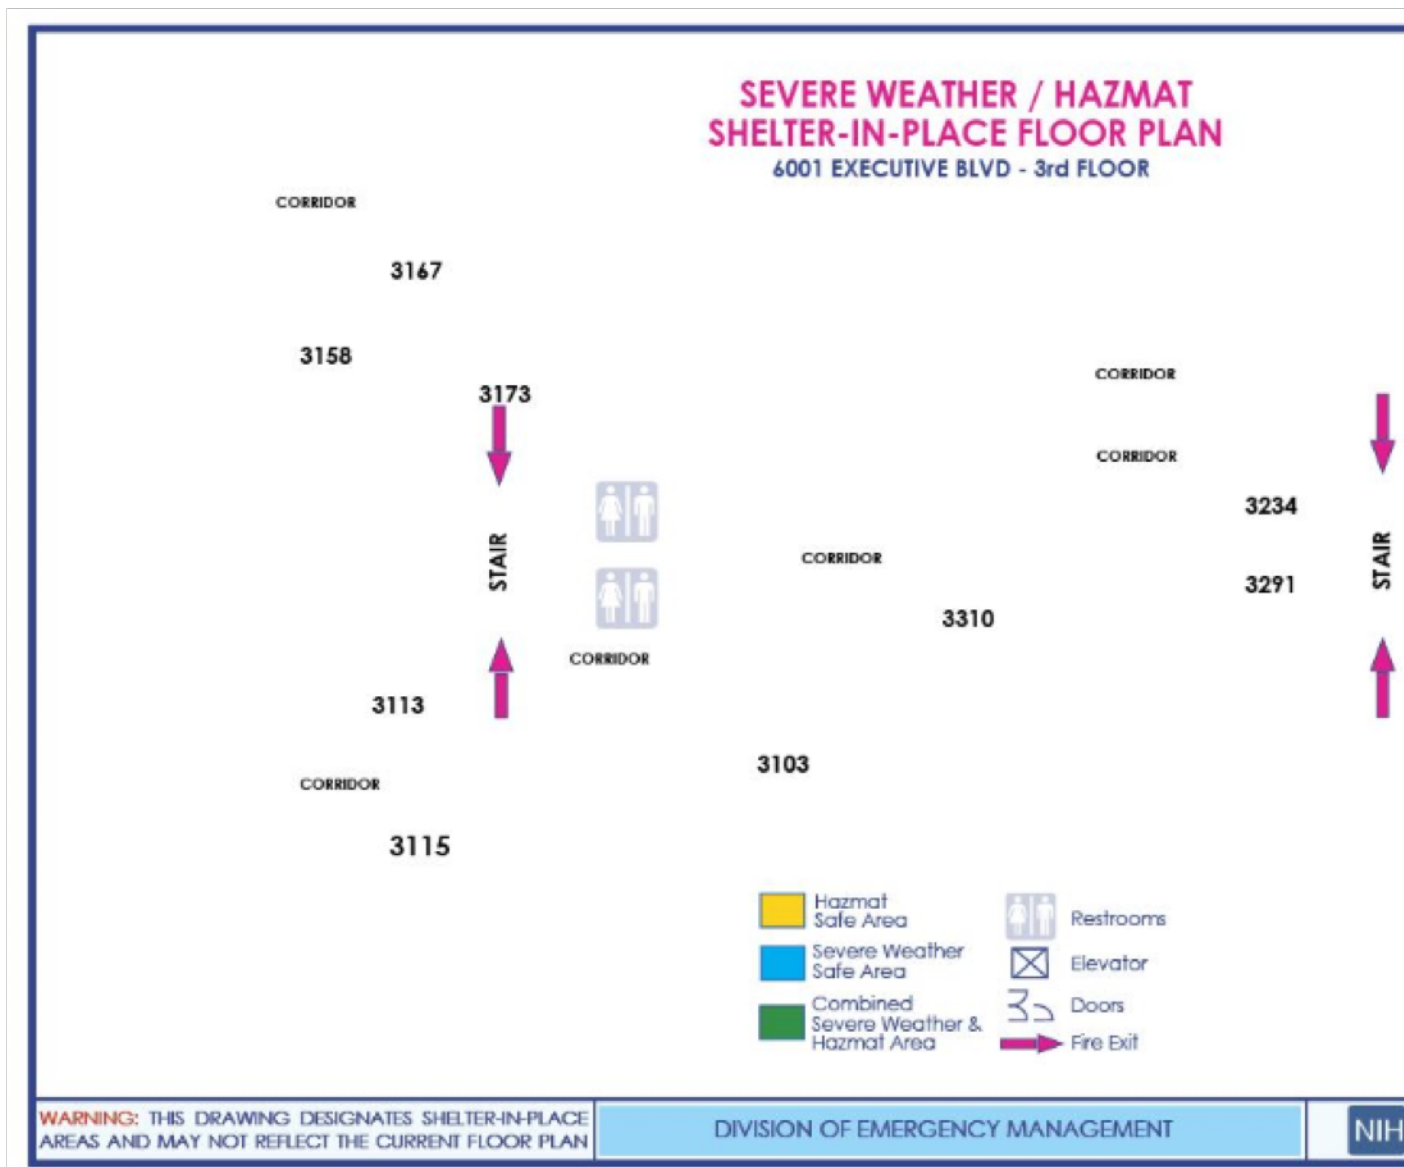 SEVERE WEATHER / HAZMAT
SHELTER-IN-PLACE FLOOR PLAN
6001 EXECUTIVE BLVD - 3rd FLOOR
CORRIDOR
3167
3158
3173
CORRIDOR
CORRIDOR
3234
STAIR
STAIR
CORRIDOR
3291
3310
CORRIDOR
3113
3103
CORRIDOR
3115
Hazmat
Safe Area
Restrooms
Severe Weather
Safe Area
Elevator
Combined
Severe Weather &
Hazmat Area
Doors
Fire Exit
WARNING: THIS DRAWING DESIGNATES SHELTER-IN-PLACE
AREAS AND MAY NOT REFLECT THE CURRENT FLOOR PLAN
DIVISION OF EMERGENCY MANAGEMENT
NIH